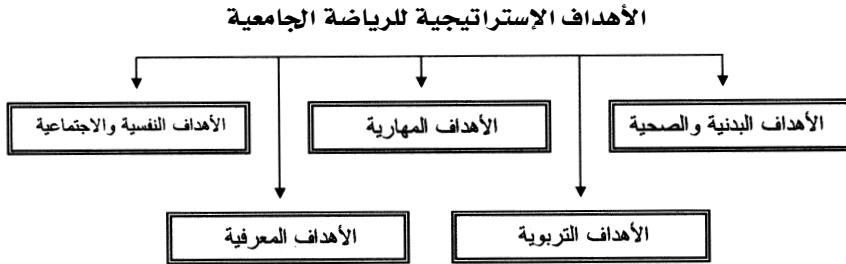 الأهداف الإستراتيجية للرياضة الجامعية
الأهداف البدنية والصحية
الأهداف المهارية
الأهداف النفسية والاجتماعية
الأهداف التربوية
الأهداف المعرفية